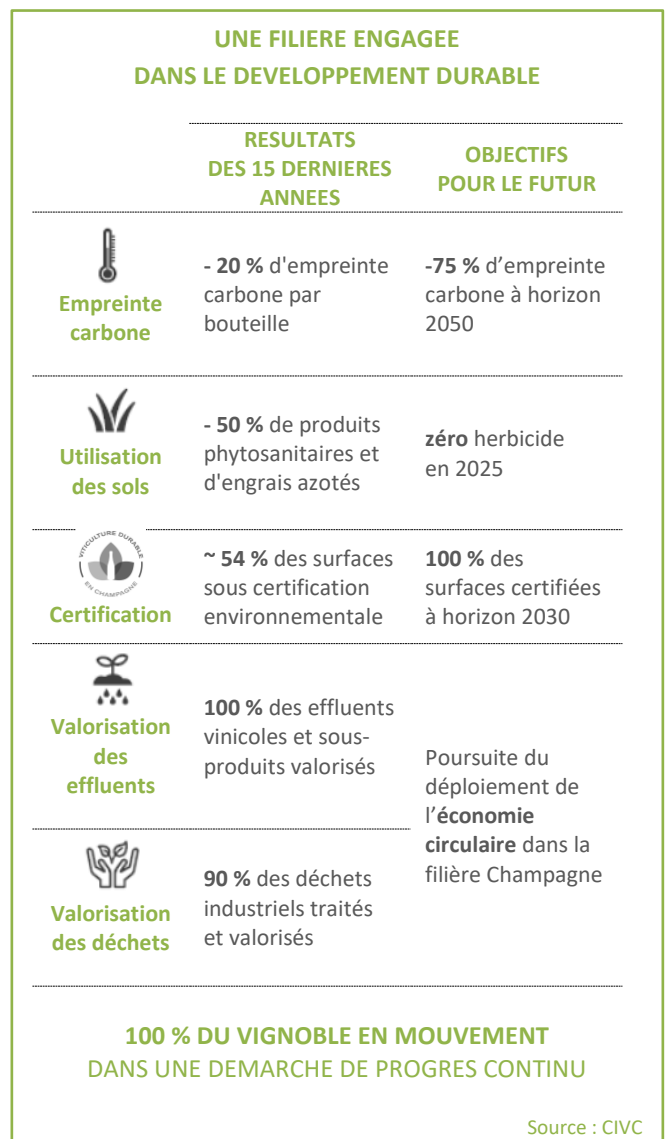 UNE FILIERE ENGAGEE
DANS LE DEVELOPPEMENT DURABLE
RESULTATS
DES 15 DERNIERES
ANNEES
OBJECTIFS
POUR LE FUTUR
Empreinte
carbone
- 20 % d'empreinte
carbone par
bouteille
-75 % d’empreinte
carbone à horizon
2050
Utilisation
des sols
- 50 % de produits
phytosanitaires et
d'engrais azotés
zéro herbicide
en 2025
VITICULTURE DURABLE
EN CHAMPAGNE
Certification
~ 54 % des surfaces
sous certification
environnementale
100 % des
surfaces certifiées
à horizon 2030
Valorisation
des
effluents
100 % des effluents
vinicoles et sous-
produits valorisés
Poursuite du
déploiement de
l’économie
circulaire dans la
filière Champagne
Valorisation
des déchets
90 % des déchets
industriels traités
et valorisés
100 % DU VIGNOBLE EN MOUVEMENT
DANS UNE DEMARCHE DE PROGRES CONTINU
Source : CIVC